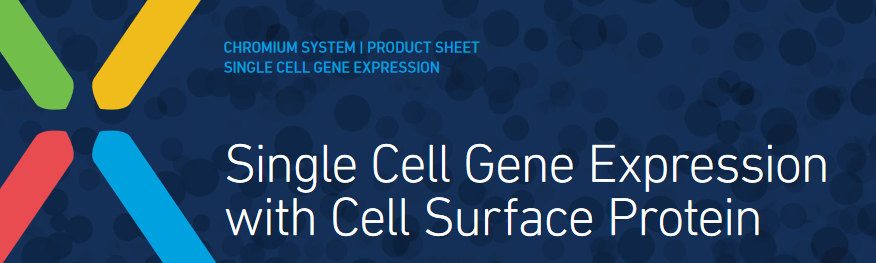 CHROMIUM SYSTEM | PRODUCT SHEET
SINGLE CELL GENE EXPRESSION
Single Cell Gene Expression
with Cell Surface Protein